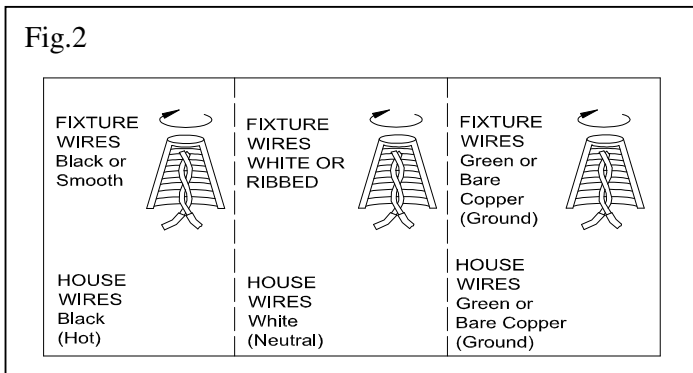 Fig.2
FIXTURE
WIRES
Black or
Smooth
HOUSE
WIRES
Black
(Hot)
FIXTURE
WIRES
WHITE OR
RIBBED
HOUSE
WIRES
White
(Neutral)
FIXTURE
WIRES
Green or
Bare
Copper
(Ground)
HOUSE
WIRES
Green or
Bare Copper
(Ground)